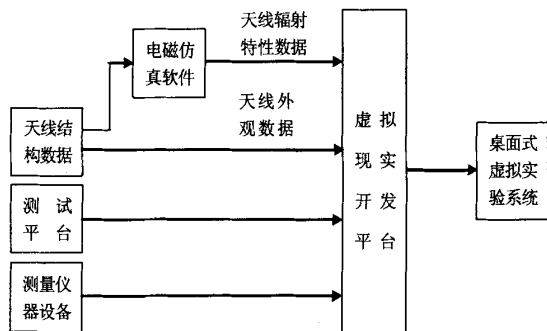 天线辐射
特性数据
电磁仿
真软件
天线外
观数据
天线结
构数据
虚拟
现实
开发
平台
桌面式
虚拟实
验系统
测试
平台
测量仪
器设备